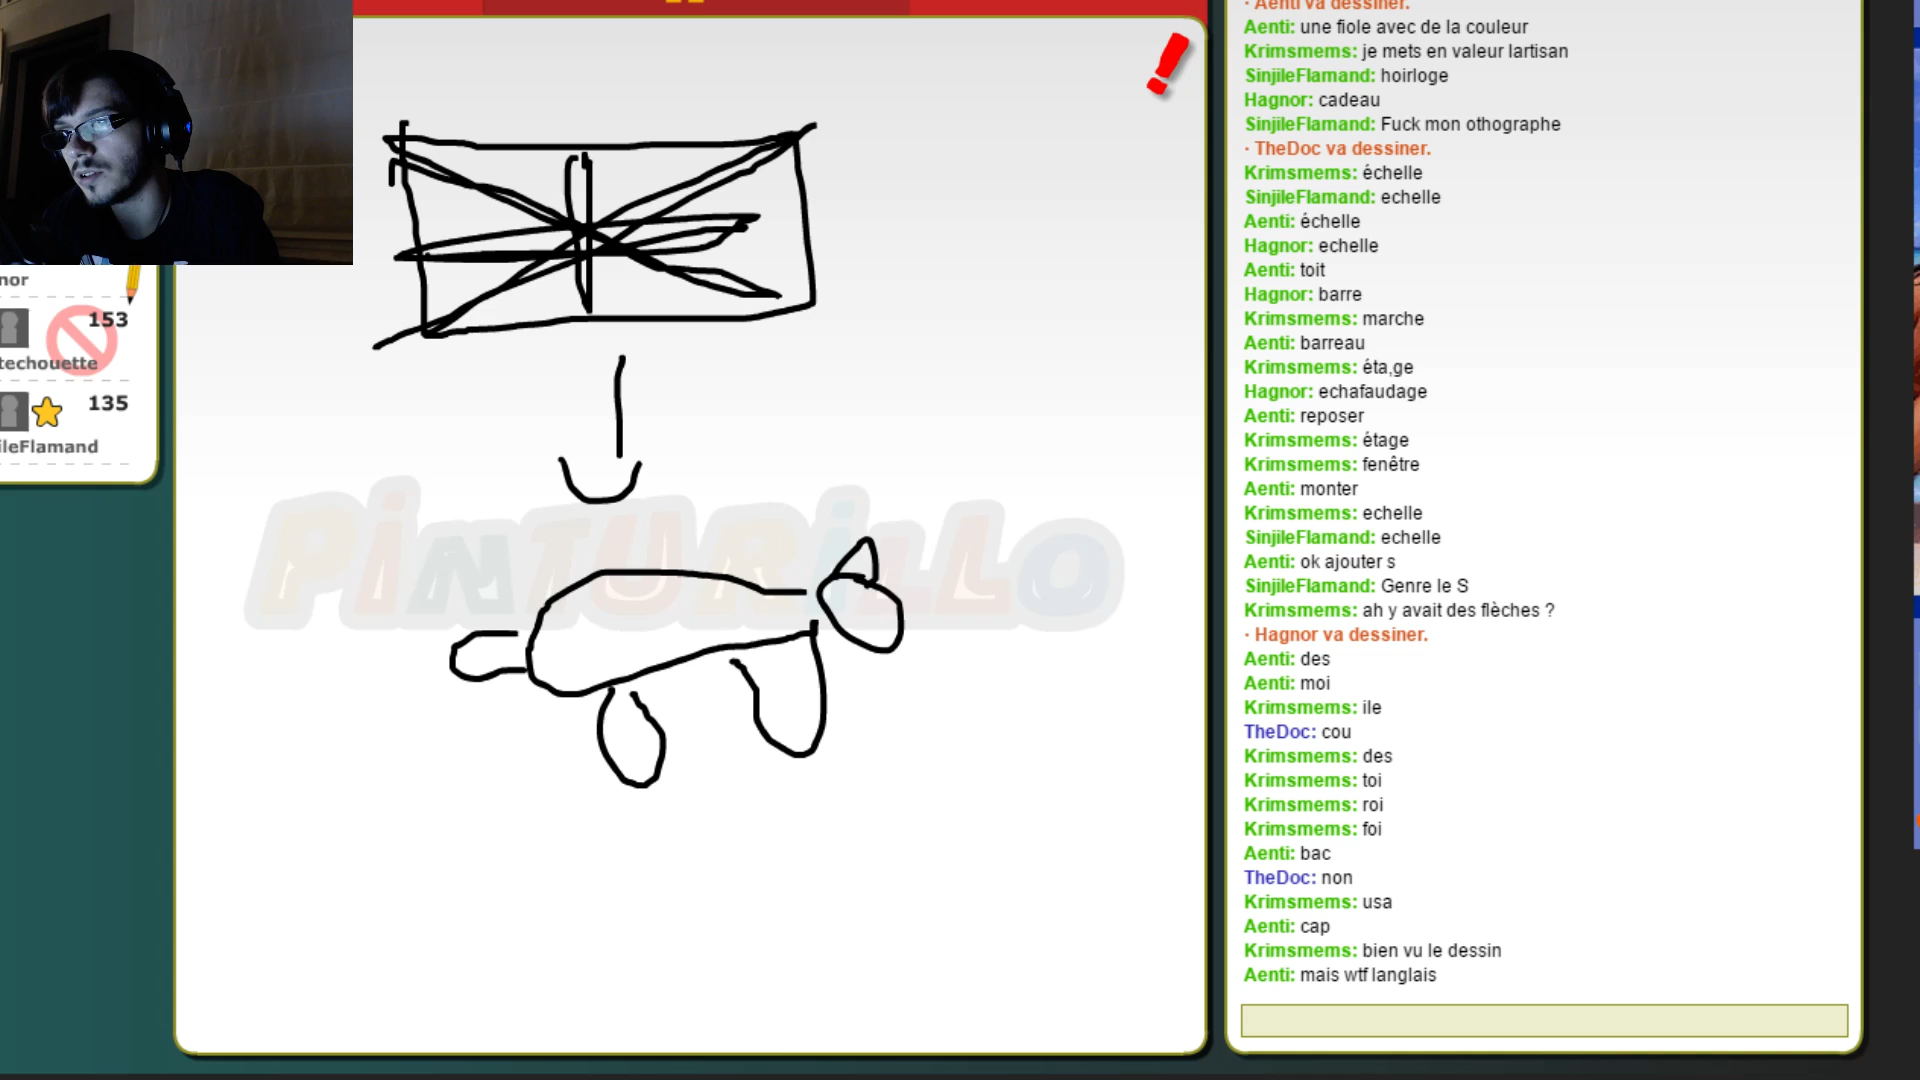 nor
153
techouette
135
ileFlamand
PiNTURiLLO
· Aenti va dessiner.
Aenti: une fiole avec de la couleur
Krimsmems: je mets en valeur lartisan
SinjileFlamand: hoirloge
Hagnor: cadeau
SinjileFlamand: Fuck mon othographe
· TheDoc va dessiner.
Krimsmems: échelle
SinjileFlamand: echelle
Aenti: échelle
Hagnor: echelle
Aenti: toit
Hagnor: barre
Krimsmems: marche
Aenti: barreau
Krimsmems: éta,ge
Hagnor: echafaudage
Aenti: reposer
Krimsmems: étage
Krimsmems: fenêtre
Aenti: monter
Krimsmems: echelle
SinjileFlamand: echelle
Aenti: ok ajouter s
SinjileFlamand: Genre le S
Krimsmems: ah y avait des flèches ?
· Hagnor va dessiner.
Aenti: des
Aenti: moi
Krimsmems: ile
TheDoc: cou
Krimsmems: des
Krimsmems: toi
Krimsmems: roi
Krimsmems: foi
Aenti: bac
TheDoc: non
Krimsmems: usa
Aenti: cap
Krimsmems: bien vu le dessin
Aenti: mais wtf langlais